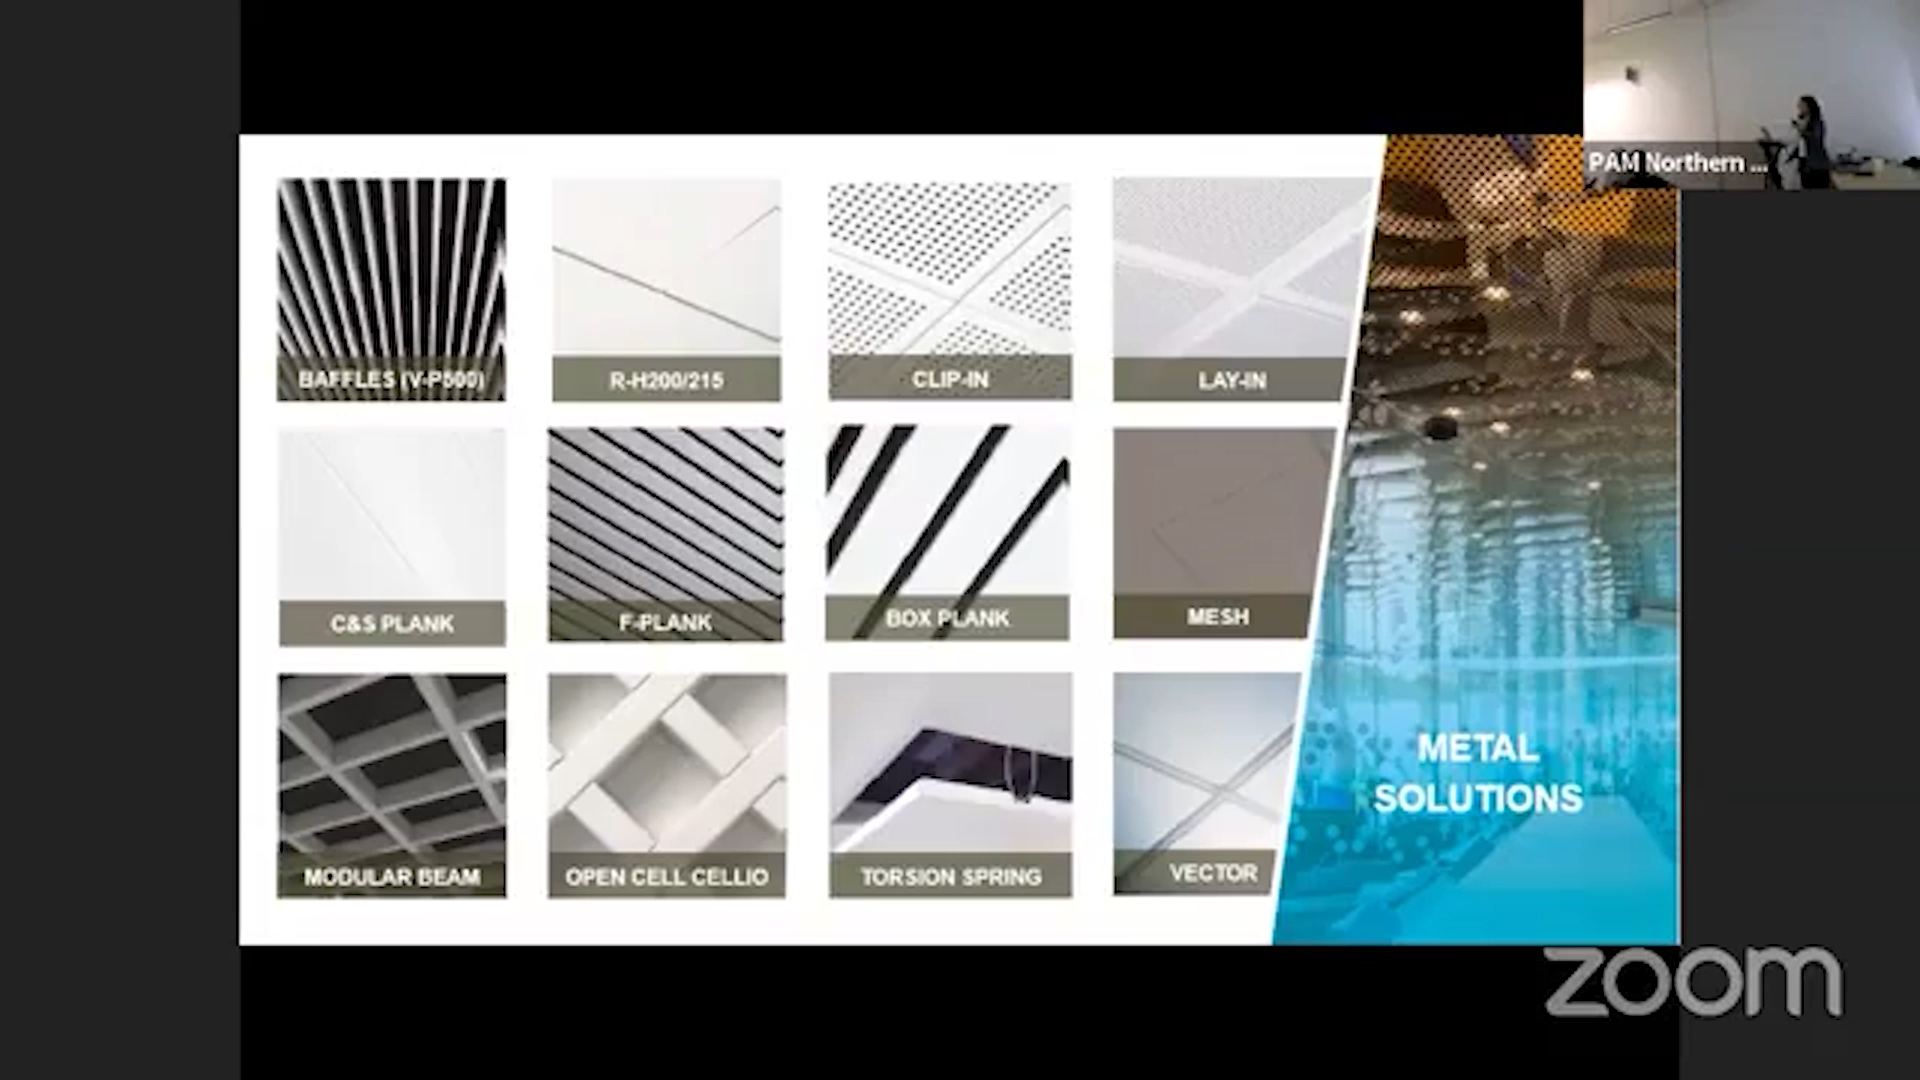 PAM Northern ...
BAFFLES (V-P500)
R-H200/215
CLIP-IN
LAY-IN
C&S PLANK
F-PLANK
BOX PLANK
MESH
MODULAR BEAM
OPEN CELL CELLIO
TORSION SPRING
VECTOR
METAL
SOLUTIONS
zoom